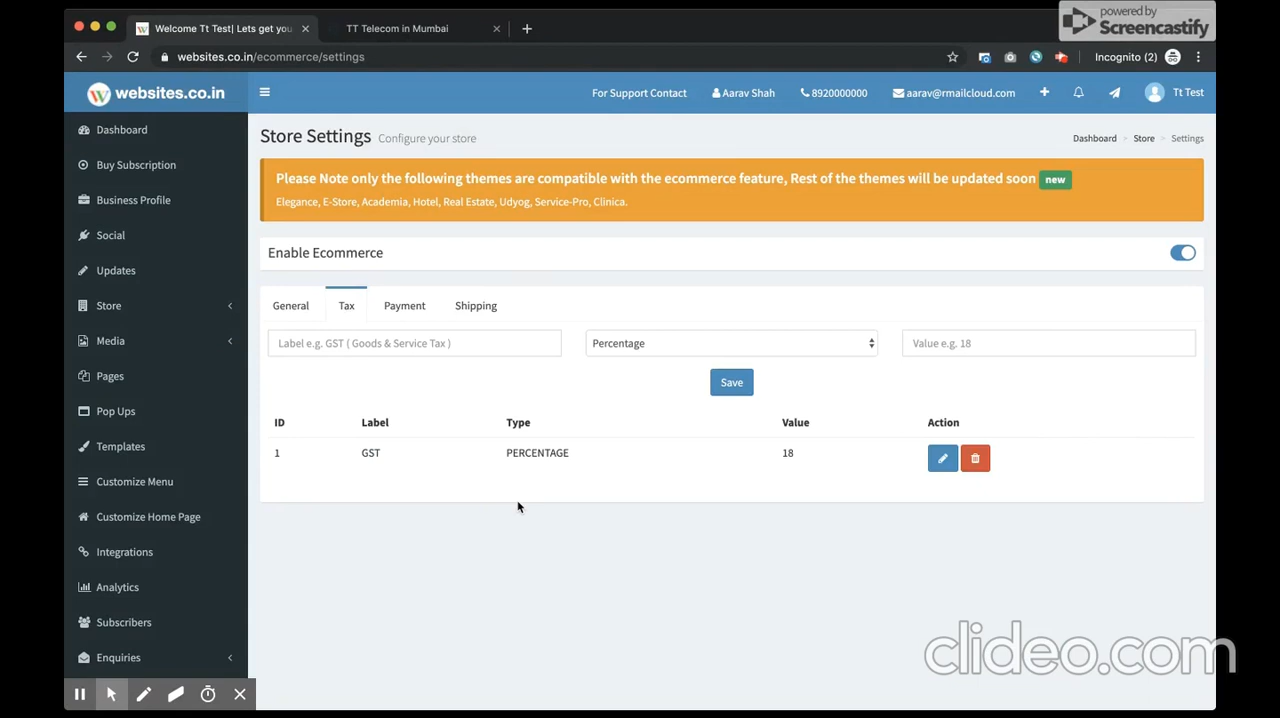 powered by
Screencastify
Welcome Tt Test| Lets get you
TT Telecom in Mumbai
websites.co.in/ecommerce/settings
Incognito (2)
websites.co.in
For Support Contact
Aarav Shah
8920000000
aarav@rmailcloud.com
Tt Test
Dashboard
Buy Subscription
Business Profile
Social
Updates
Store
Media
Pages
Pop Ups
Templates
Customize Menu
Customize Home Page
Integrations
Analytics
Subscribers
Enquiries
Store Settings Configure your store
Dashboard > Store > Settings
Please Note only the following themes are compatible with the ecommerce feature, Rest of the themes will be updated soon new
Elegance, E-Store, Academia, Hotel, Real Estate, Udyog, Service-Pro, Clinica.
Enable Ecommerce
General Tax Payment Shipping
Label e.g. GST ( Goods & Service Tax ) Percentage Value e.g. 18
Save
ID Label Type Value Action
1 GST PERCENTAGE 18
clideo.com